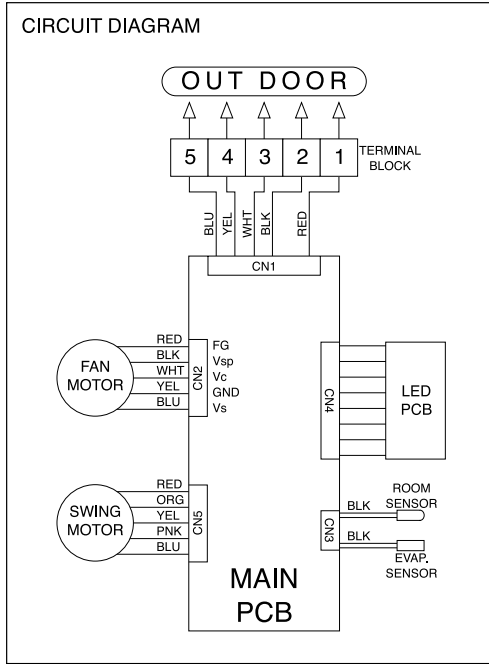 CIRCUIT DIAGRAM
OUT DOOR
5 4 3 2 1
TERMINAL
BLOCK
BLU
YEL
WHT
BLK
RED
CN1
FAN
MOTOR
RED
BLK
WHT
YEL
BLU
CN2
FG
Vsp
Vc
GND
Vs
CN4
LED
PCB
SWING
MOTOR
RED
ORG
YEL
PNK
BLU
CN5
CN3
BLK
ROOM
SENSOR
BLK
EVAP.
SENSOR
MAIN
PCB